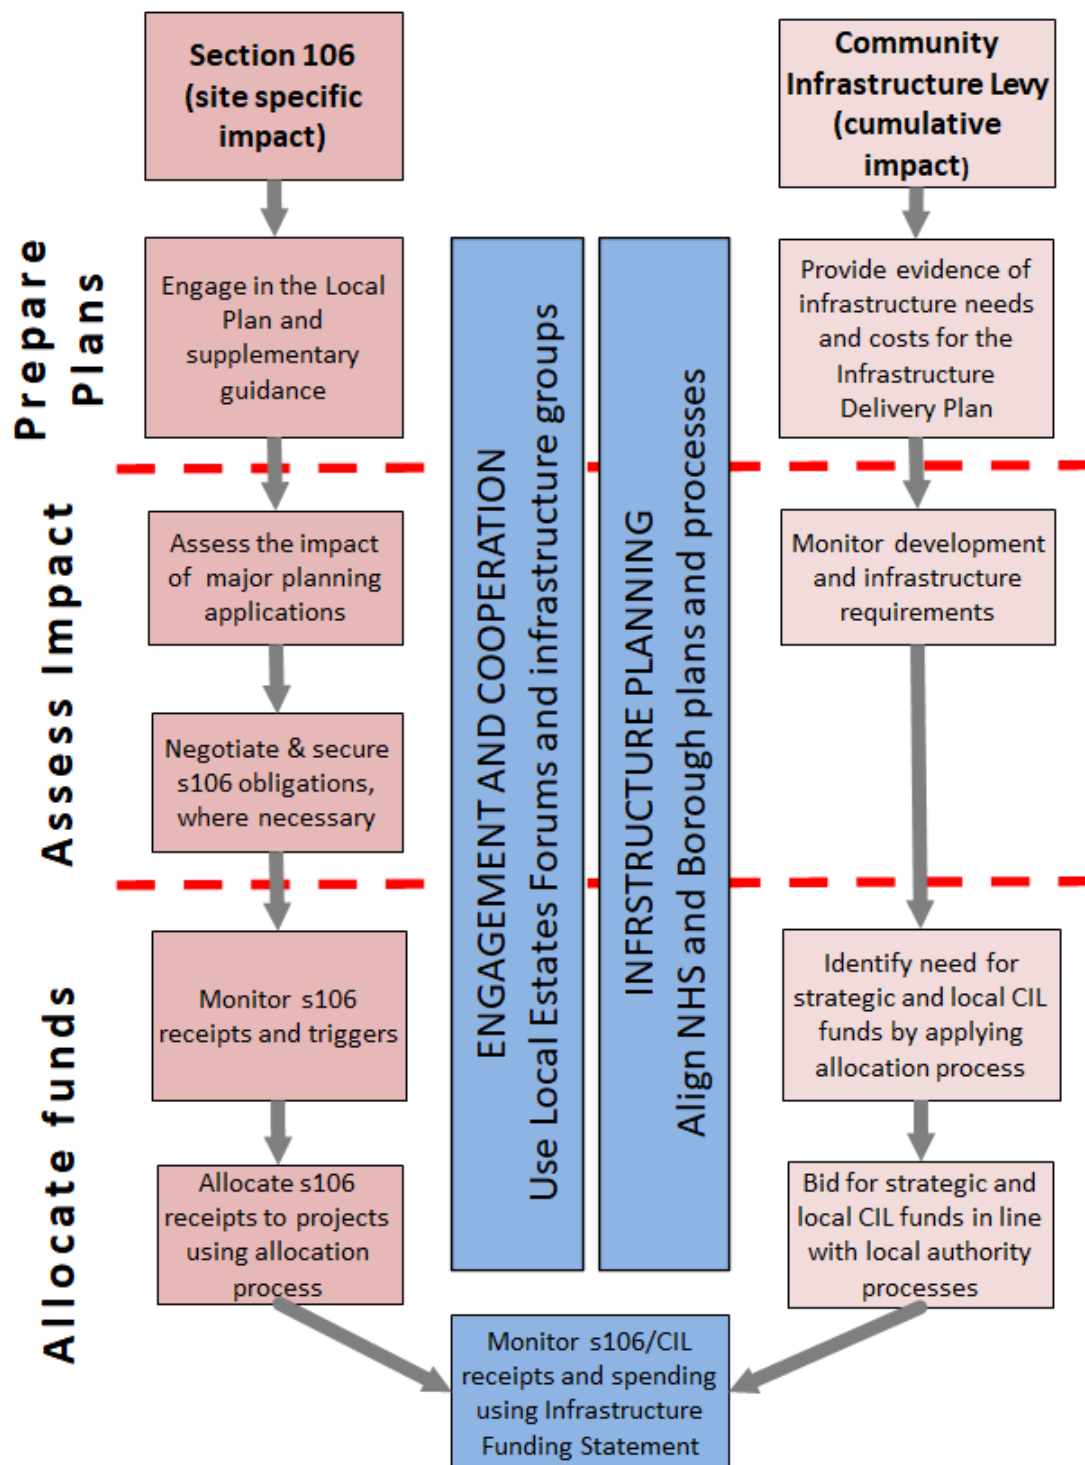 Section 106
(site specific
impact)
Community
Infrastructure Levy
(cumulative
impact)
Prepare
Plans
Engage in the Local
Plan and
supplementary
guidance
Provide evidence of
infrastructure needs
and costs for the
Infrastructure
Delivery Plan
ENGAGEMENT AND COOPERATION
Use Local Estates Forums and infrastructure groups
INFRSTRUCTURE PLANNING
Align NHS and Borough plans and processes
Assess Impact
Assess the impact
of major planning
applications
Monitor development
and infrastructure
requirements
Negotiate & secure
s106 obligations,
where necessary
Allocate funds
Monitor s106
receipts and triggers
Identify need for
strategic and local CIL
funds by applying
allocation process
Allocate s106
receipts to projects
using allocation
process
Bid for strategic and
local CIL funds in line
with local authority
processes
Monitor s106/CIL
receipts and spending
using Infrastructure
Funding Statement